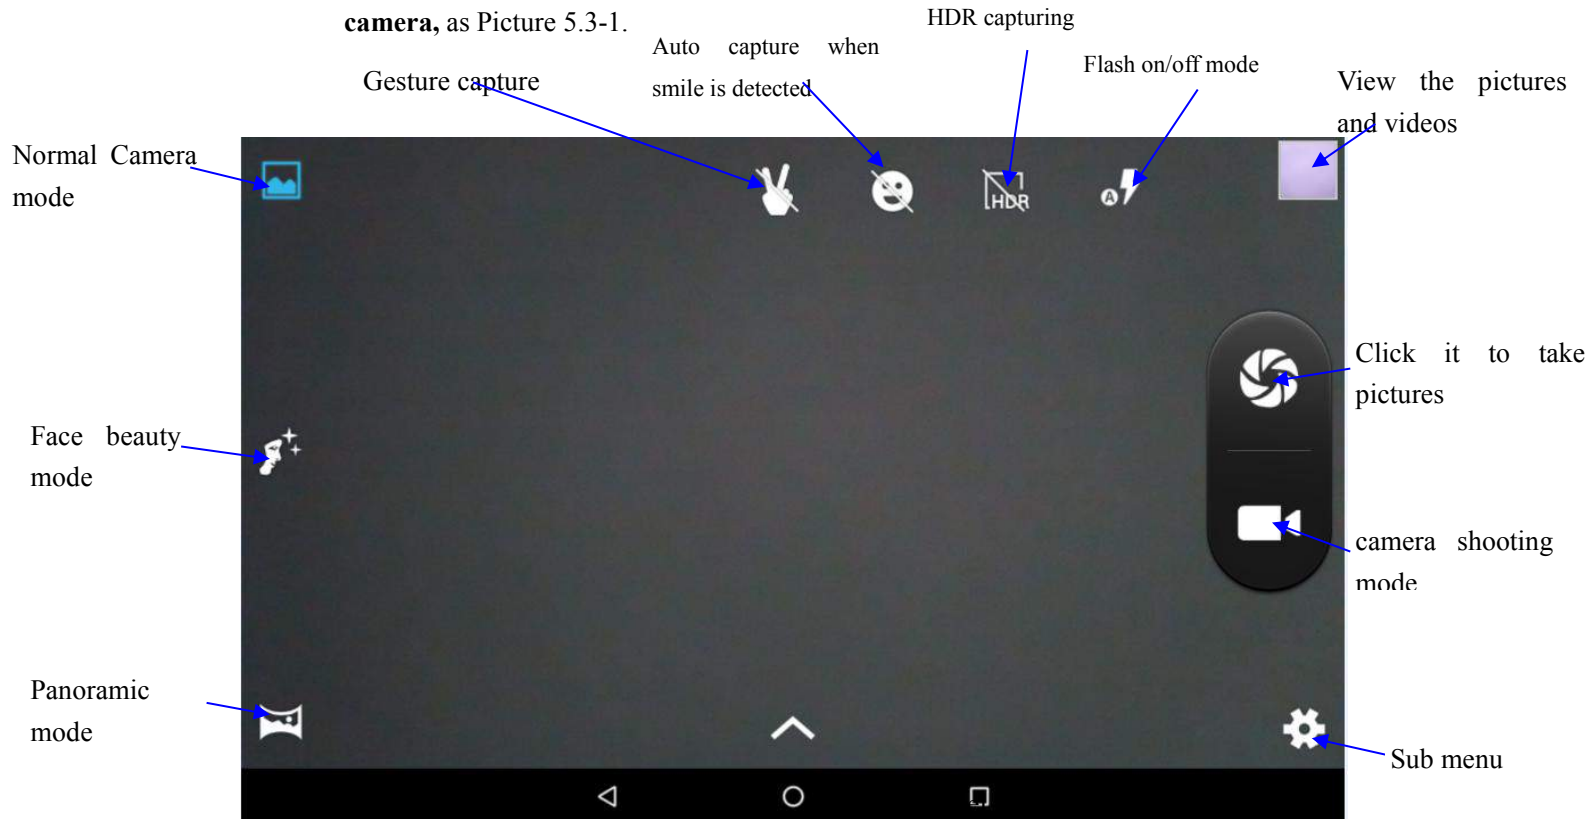 camera, as Picture 5.3-1.
HDR capturing
Auto capture when
smile is detected
Gesture capture
Flash on/off mode
View the pictures
and videos
Normal Camera
mode
HDR
A
Click it to take
pictures
Face beauty
mode
camera shooting
mode
Panoramic
mode
Sub menu